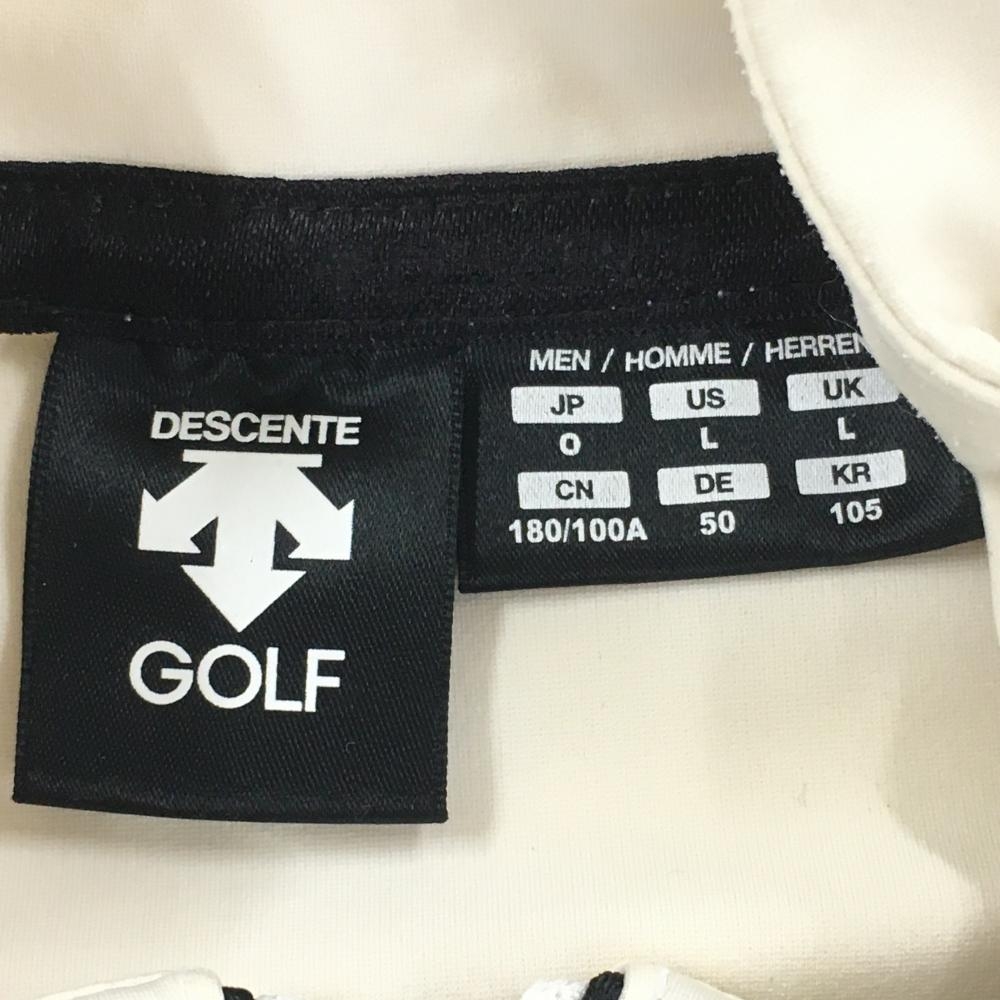 DESCENTE
GOLF
MEN / HOMME / HERREN
JP US UK
O L L
CN DE KR
180/100A 50 105